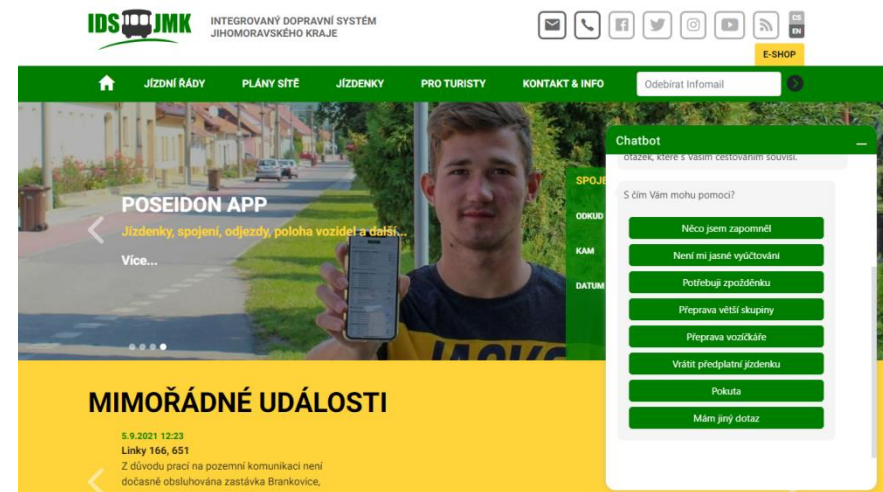 IDS JMK
INTEGROVANÝ DOPRAVNÍ SYSTÉM
JIHOMORAVSKÉHO KRAJE
CS
EN
E-SHOP
JÍZDNÍ ŘÁDY
PLÁNY SÍTĚ
JÍZDENKY
PRO TURISTY
KONTAKT & INFO
Odebírat Infomail
POSEIDON APP
Jízdenky, spojení, odjezdy, poloha vozidel a další...
Více...
JACKS
SPOJE
ODKUD
KAM
DATUM
MIMOŘÁDNÉ UDÁLOSTI
5.9.2021 12:23
Linky 166, 651
Z důvodu prací na pozemní komunikaci není
dočasně obsluhována zastávka Brankovice,
Chatbot
otázek, které s Vaším cestováním souvisí.
S čím Vám mohu pomoci?
Něco jsem zapomněl
Není mi jasné vyúčtování
Potřebuji zpožděnku
Přeprava větší skupiny
Přeprava vozíčkáře
Vrátit předplatní jízdenku
Pokuta
Mám jiný dotaz